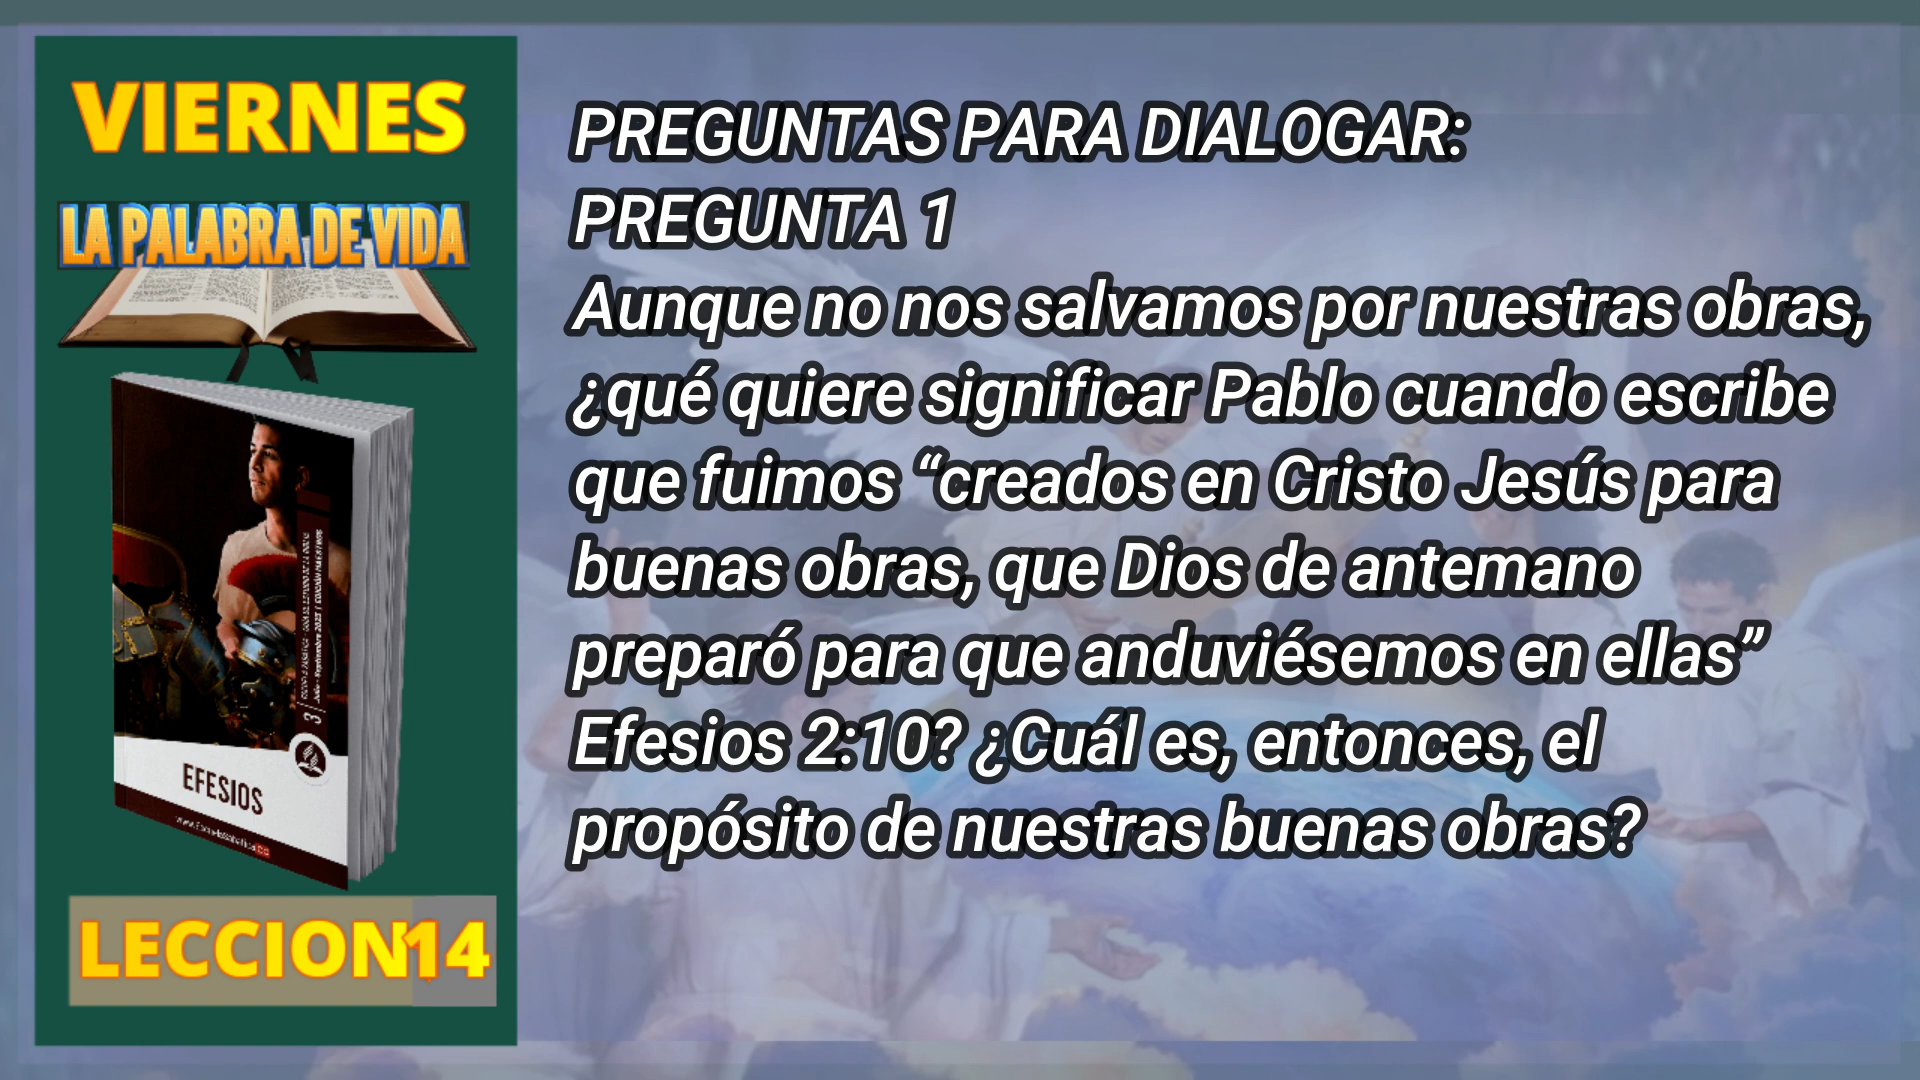 VIERNES
LA PALABRA DE VIDA
EFESIOS
LECCION14
PREGUNTAS PARA DIALOGAR:
PREGUNTA 1
Aunque no nos salvamos por nuestras obras,
¿qué quiere significar Pablo cuando escribe
que fuimos “creados en Cristo Jesús para
buenas obras, que Dios de antemano
preparó para que anduviésemos en ellas”
Efesios 2:10? ¿Cuál es, entonces, el
propósito de nuestras buenas obras?